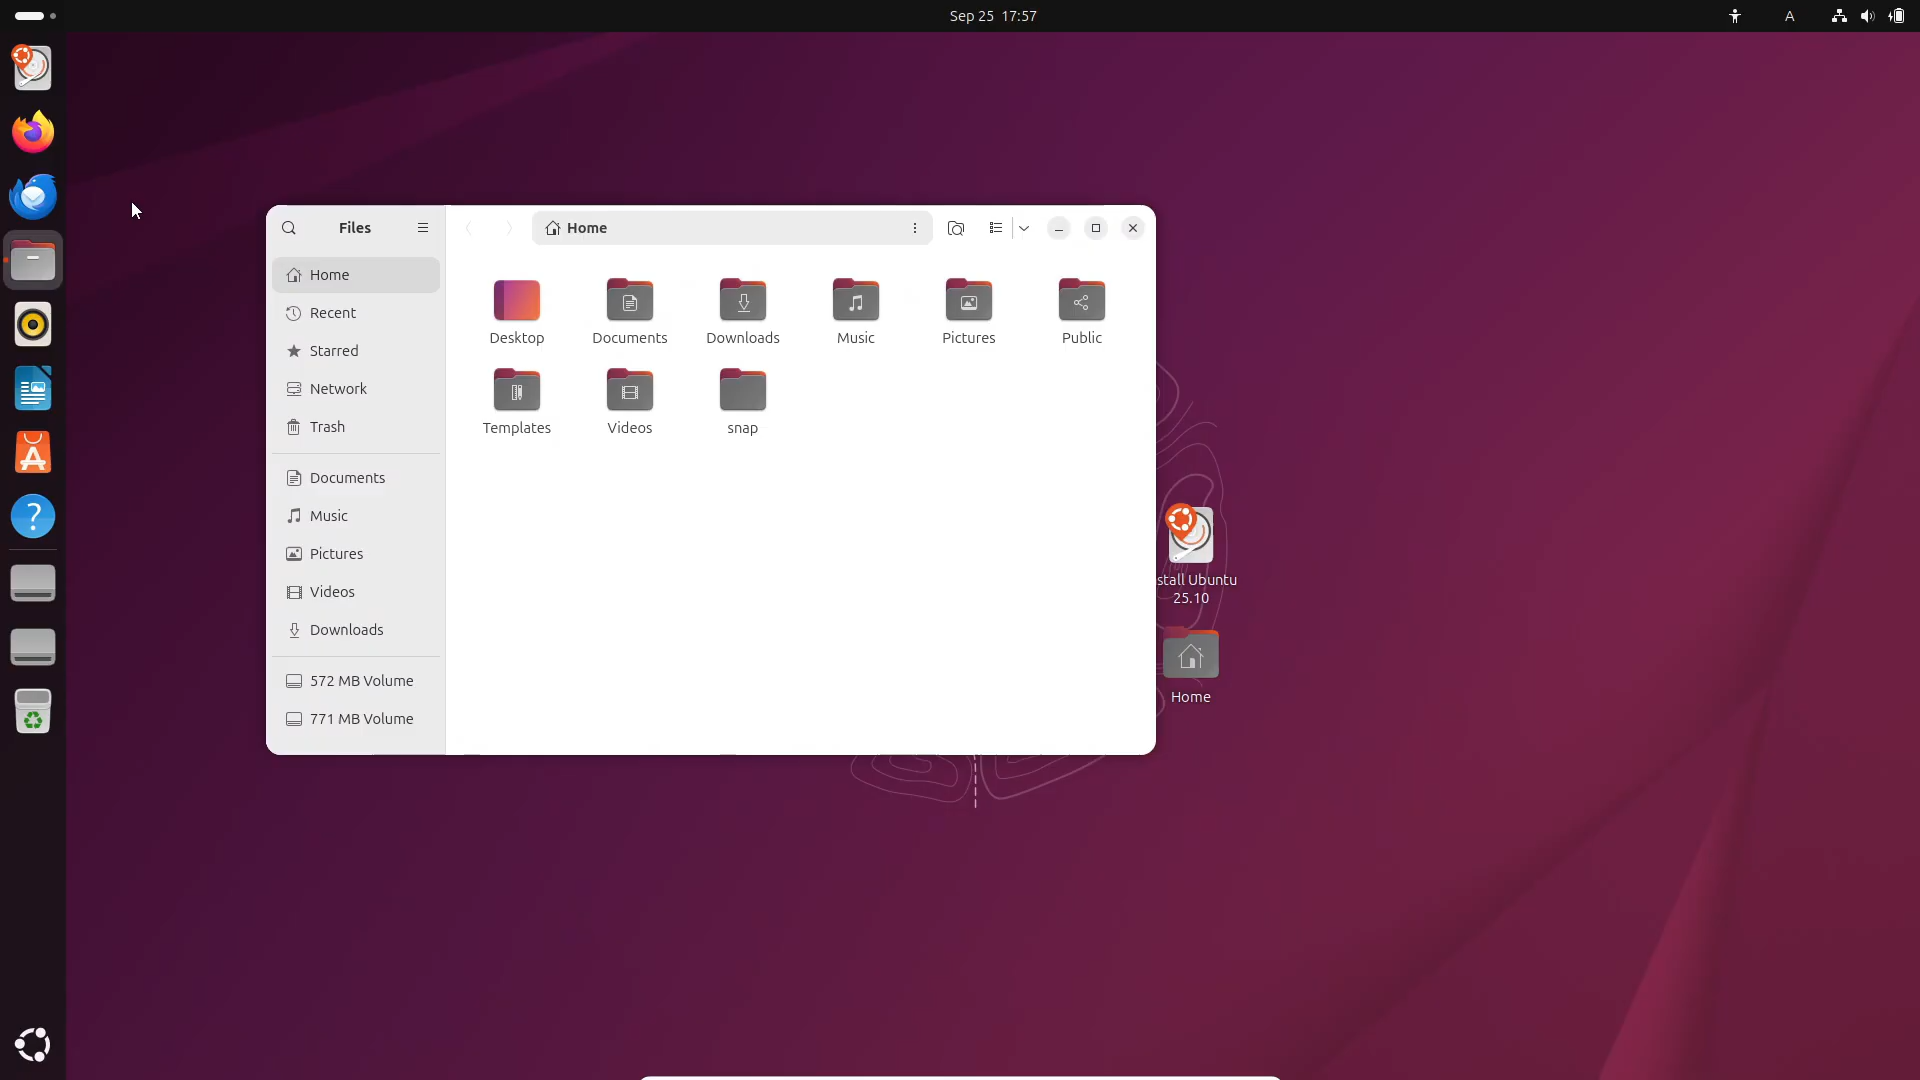 Sep 25 17:57
A
Files
Home
Home
Recent
Starred
Network
Trash
Documents
Music
Pictures
Videos
Downloads
572 MB Volume
771 MB Volume
Desktop
Documents
Downloads
Music
Pictures
Public
Templates
Videos
snap
stall Ubuntu
25.10
Home